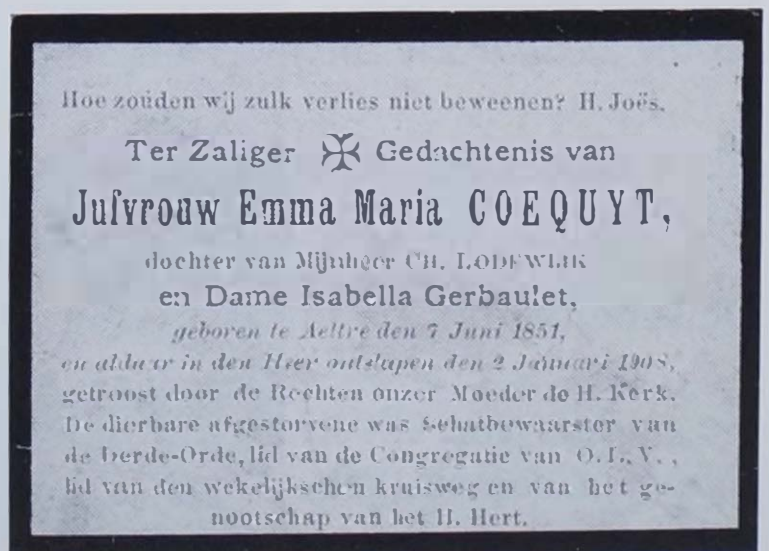 Hoe zouden wij zulk verlies niet beweenen? H. Joës.
Ter Zaliger ✠ Gedachtenis van
Jufvrouw Emma Maria COEQUYT,
dochter van Mijnheer CH. LODEWIJK
en Dame Isabella Gerbaulet,
geboren te Aeltre den 7 Juni 1851,
en aldaar in den Heer ontslapen den 2 Januari 1908,
getroost door de Rechten onzer Moeder de H. Kerk.
De dierbare afgestorvene was Schatbewaarster van
de Derde-Orde, lid van de Congregatie van O. L. V.,
lid van den wekelijkschen kruisweg en van het ge-
nootschap van het H. Hert.